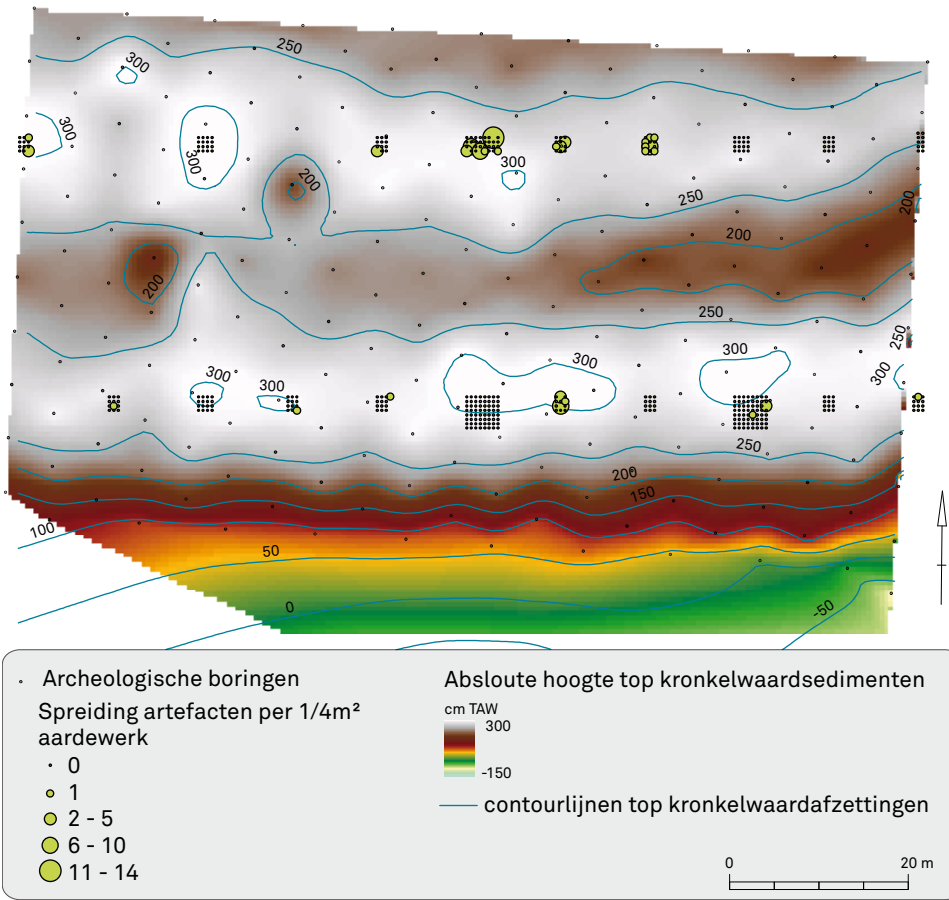 250
300
300
300
200
300
250
200
200
200
250
250
300
300
300
300
300
250
200
150
100
50
0
-50
Archeologische boringen
Spreiding artefacten per 1/4m²
aardewerk
0
1
2 - 5
6 - 10
11 - 14
Absloute hoogte top kronkelwaardsedimenten
cm TAW
300
-150
contourlijnen top kronkelwaardafzettingen
0
20 m